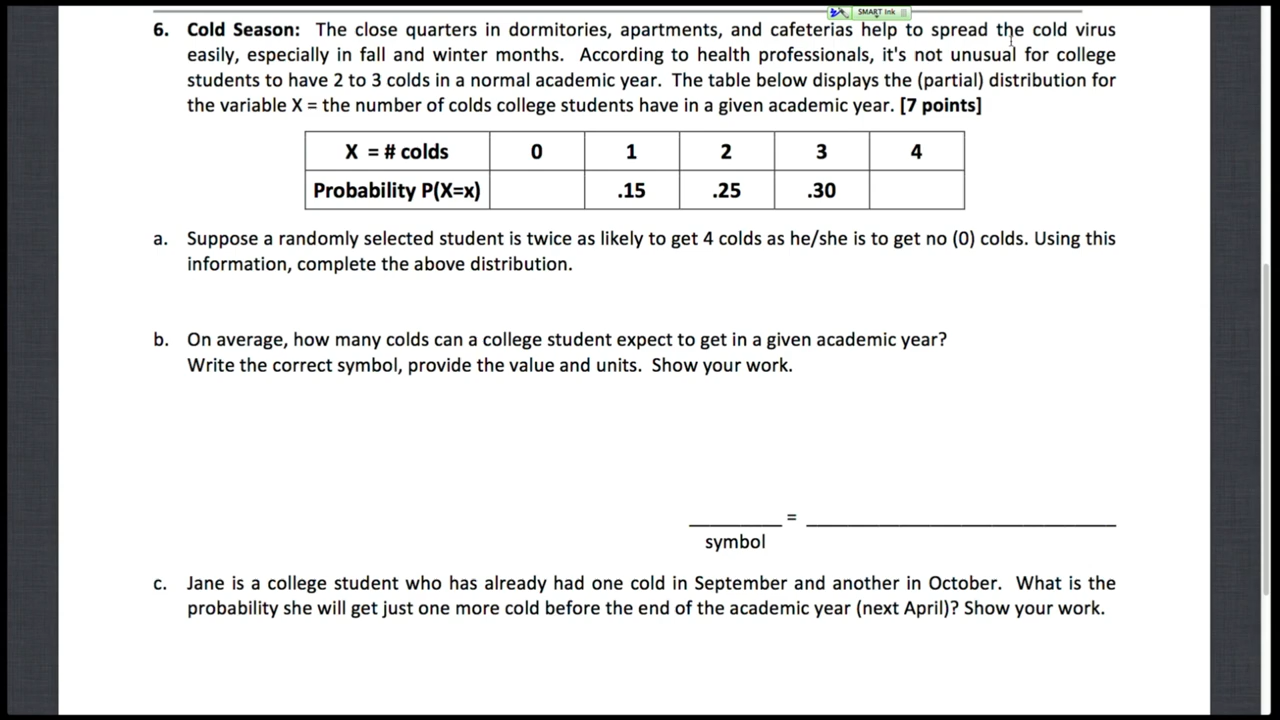 SMART Ink
6. Cold Season: The close quarters in dormitories, apartments, and cafeterias help to spread the cold virus
easily, especially in fall and winter months. According to health professionals, it's not unusual for college
students to have 2 to 3 colds in a normal academic year. The table below displays the (partial) distribution for
the variable X = the number of colds college students have in a given academic year. [7 points]
X = # colds 0 1 2 3 4
Probability P(X=x) .15 .25 .30
a. Suppose a randomly selected student is twice as likely to get 4 colds as he/she is to get no (0) colds. Using this
information, complete the above distribution.
b. On average, how many colds can a college student expect to get in a given academic year?
Write the correct symbol, provide the value and units. Show your work.
_________ = ______________________________
symbol
c. Jane is a college student who has already had one cold in September and another in October. What is the
probability she will get just one more cold before the end of the academic year (next April)? Show your work.